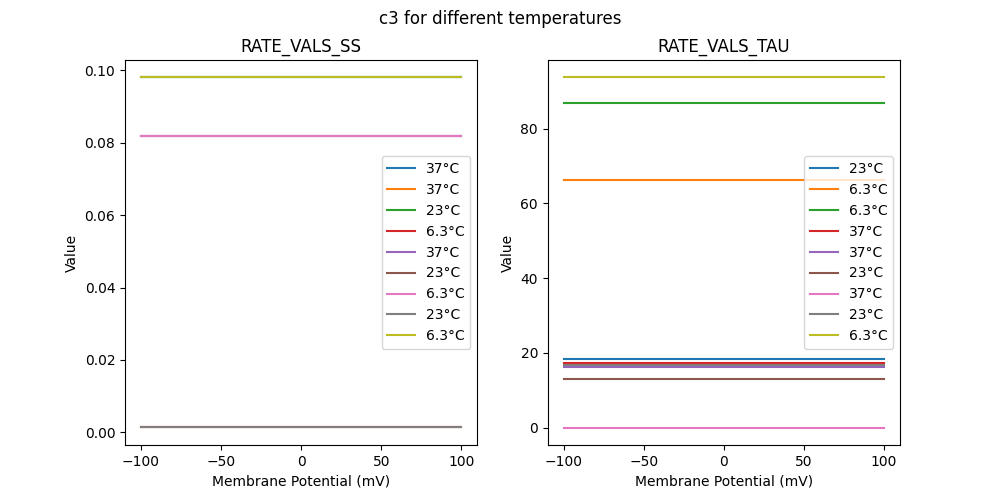 c3 for different temperatures
RATE_VALS_SS
0.10
0.08
0.06
0.04
0.02
0.00
Value
−100
−50
0
50
100
Membrane Potential (mV)
37°C
37°C
23°C
6.3°C
37°C
23°C
6.3°C
23°C
6.3°C
RATE_VALS_TAU
80
60
40
20
0
Value
−100
−50
0
50
100
Membrane Potential (mV)
23°C
6.3°C
6.3°C
37°C
37°C
23°C
37°C
23°C
6.3°C